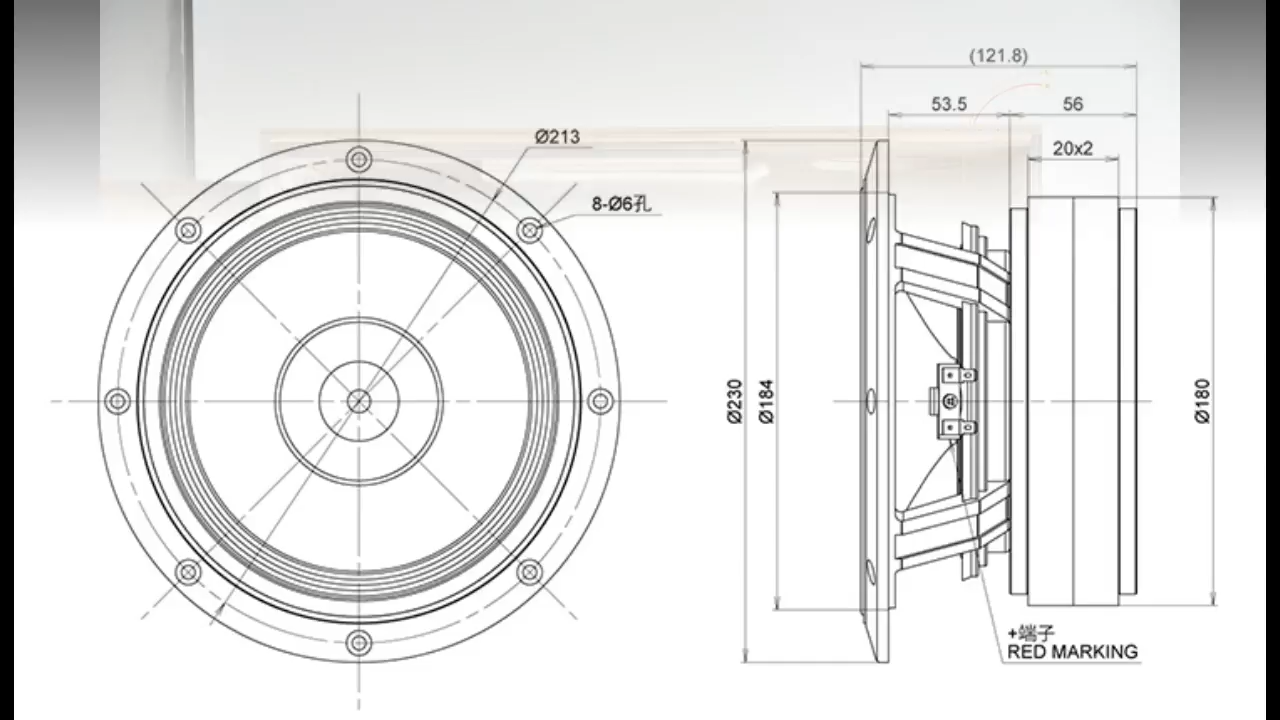 (121.8)
53.5
56
20x2
Ø213
8-Ø6孔
Ø230
Ø184
Ø180
+端子
RED MARKING